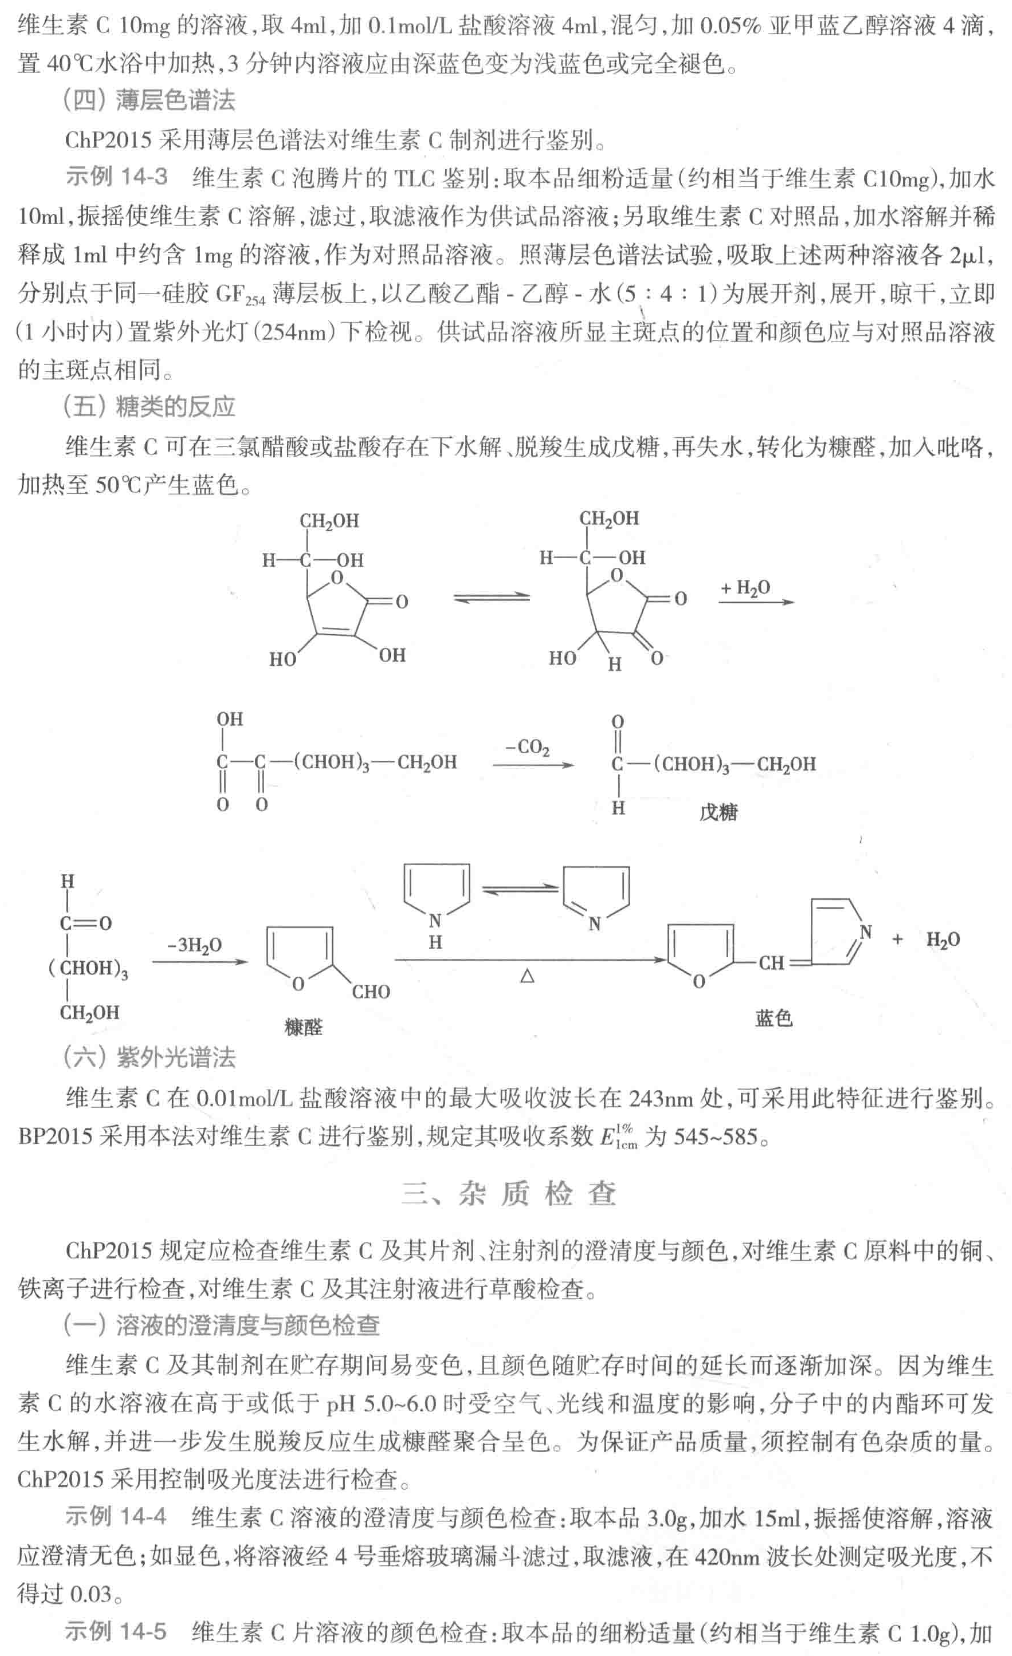 维生素 C 10mg 的溶液,取 4ml,加 0.1mol/L 盐酸溶液 4ml,混匀,加 0.05% 亚甲蓝乙醇溶液 4 滴,
置 40℃水浴中加热,3 分钟内溶液应由深蓝色变为浅蓝色或完全褪色。
(四) 薄层色谱法
ChP2015 采用薄层色谱法对维生素 C 制剂进行鉴别。
示例 14-3 维生素 C 泡腾片的 TLC 鉴别:取本品细粉适量(约相当于维生素 C10mg),加水
10ml,振摇使维生素 C 溶解,滤过,取滤液作为供试品溶液;另取维生素 C 对照品,加水溶解并稀
释成 1ml 中约含 1mg 的溶液,作为对照品溶液。照薄层色谱法试验,吸取上述两种溶液各 2μl,
分别点于同一硅胶 GF₂₅₄ 薄层板上,以乙酸乙酯 - 乙醇 - 水(5∶4∶1)为展开剂,展开,晾干,立即
(1 小时内)置紫外光灯(254nm)下检视。供试品溶液所显主斑点的位置和颜色应与对照品溶液
的主斑点相同。
(五) 糖类的反应
维生素 C 可在三氯醋酸或盐酸存在下水解、脱羧生成戊糖,再失水,转化为糠醛,加入吡咯,
加热至 50℃产生蓝色。
CH₂OH CH₂OH
H—C—OH H—C—OH
O O
O O + H₂O
HO OH HO H O
OH O
C—C—(CHOH)₃—CH₂OH -CO₂ C—(CHOH)₃—CH₂OH
O O H 戊糖
H
C=O N N N + H₂O
(CHOH)₃ -3H₂O H CH
O CHO △ O
CH₂OH 糠醛 蓝色
(六) 紫外光谱法
维生素 C 在 0.01mol/L 盐酸溶液中的最大吸收波长在 243nm 处,可采用此特征进行鉴别。
BP2015 采用本法对维生素 C 进行鉴别,规定其吸收系数 E¹%₁cm 为 545~585。
三、杂 质 检 查
ChP2015 规定应检查维生素 C 及其片剂、注射剂的澄清度与颜色,对维生素 C 原料中的铜、
铁离子进行检查,对维生素 C 及其注射液进行草酸检查。
(一) 溶液的澄清度与颜色检查
维生素 C 及其制剂在贮存期间易变色,且颜色随贮存时间的延长而逐渐加深。因为维生
素 C 的水溶液在高于或低于 pH 5.0~6.0 时受空气、光线和温度的影响,分子中的内酯环可发
生水解,并进一步发生脱羧反应生成糠醛聚合呈色。为保证产品质量,须控制有色杂质的量。
ChP2015 采用控制吸光度法进行检查。
示例 14-4 维生素 C 溶液的澄清度与颜色检查:取本品 3.0g,加水 15ml,振摇使溶解,溶液
应澄清无色;如显色,将溶液经 4 号垂熔玻璃漏斗滤过,取滤液,在 420nm 波长处测定吸光度,不
得过 0.03。
示例 14-5 维生素 C 片溶液的颜色检查:取本品的细粉适量(约相当于维生素 C 1.0g),加